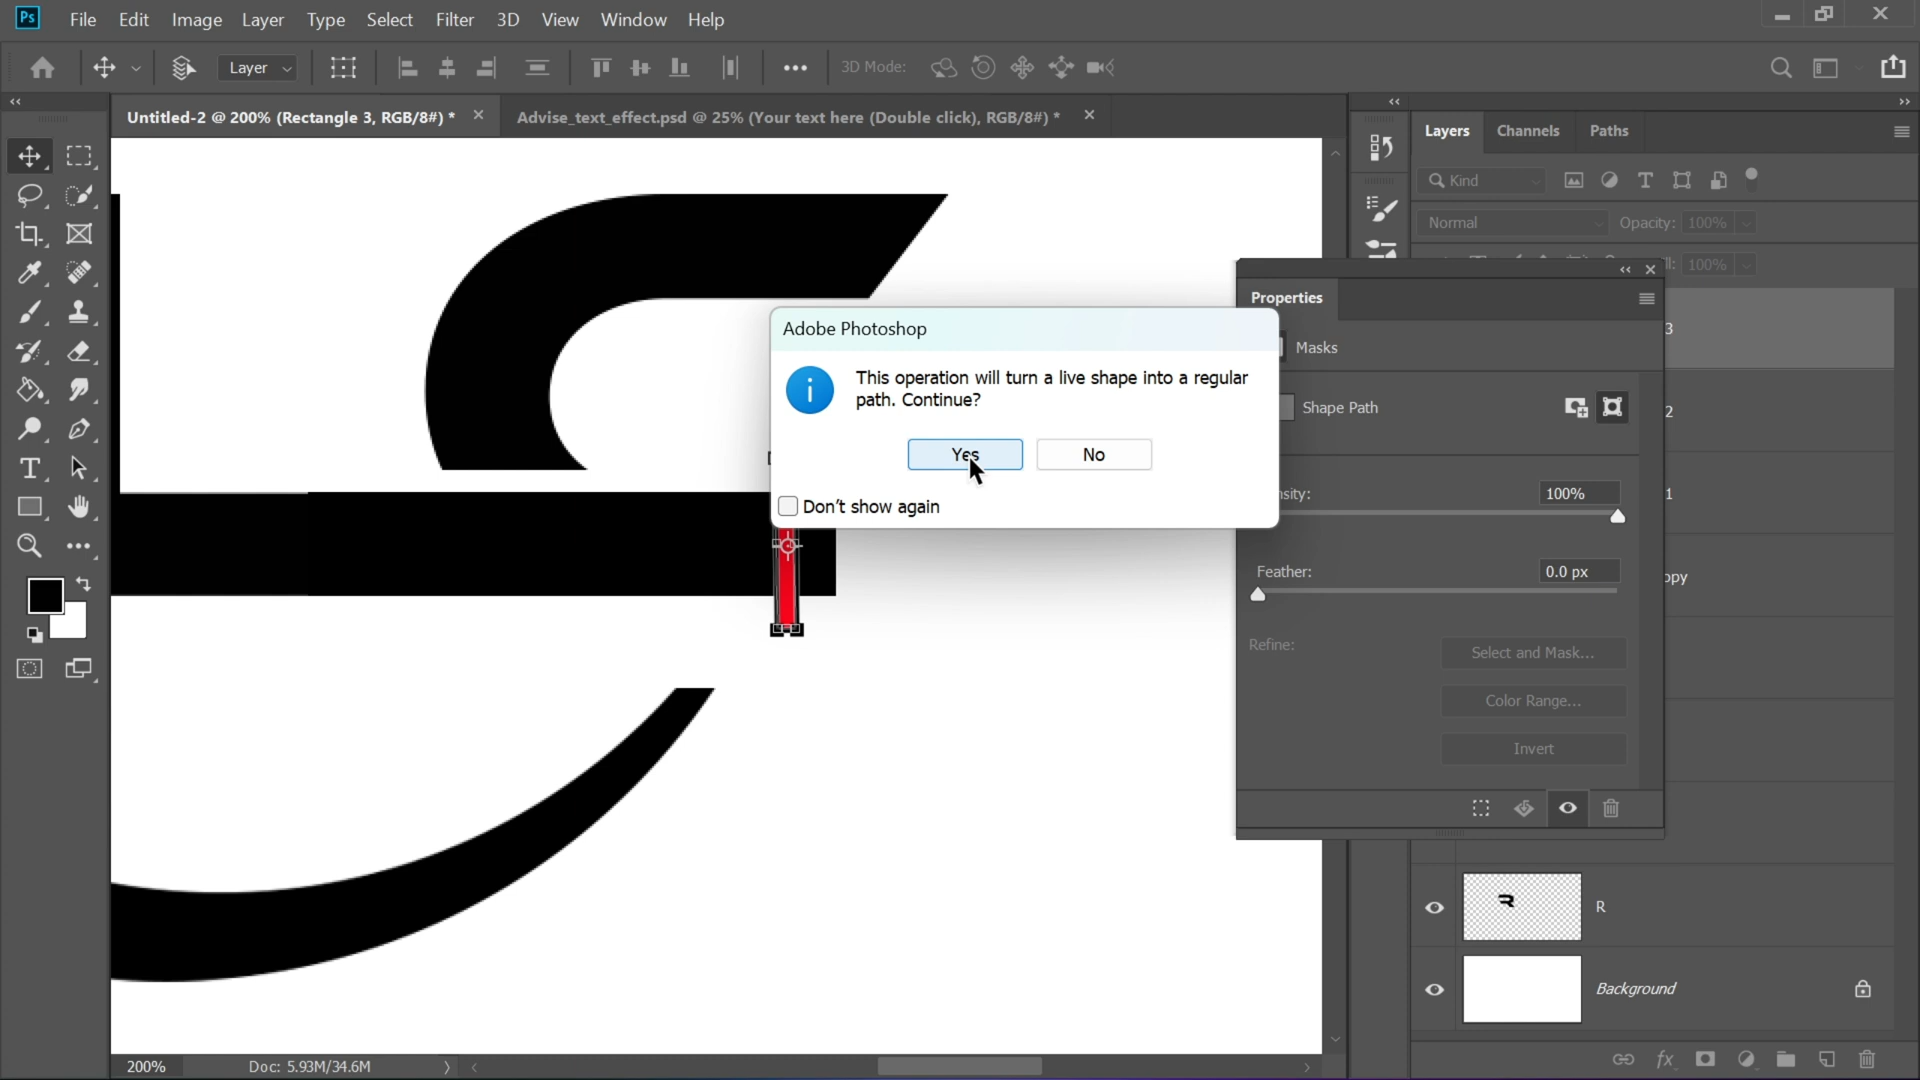 Ps File Edit Image Layer Type Select Filter 3D View Window Help
Layer 3D Mode:
Untitled-2 @ 200% (Rectangle 3, RGB/8#) *
Advise_text_effect.psd @ 25% (Your text here (Double click), RGB/8#) *
Layers Channels Paths
Kind
Normal Opacity: 100%
100%
Properties
Masks
3
Shape Path
2
Adobe Photoshop
This operation will turn a live shape into a regular
path. Continue?
Yes No
Don't show again
100%
1
Feather: 0.0 px
Refine: Select and Mask...
Color Range...
Invert
R
Background
200% Doc: 5.93M/34.6M